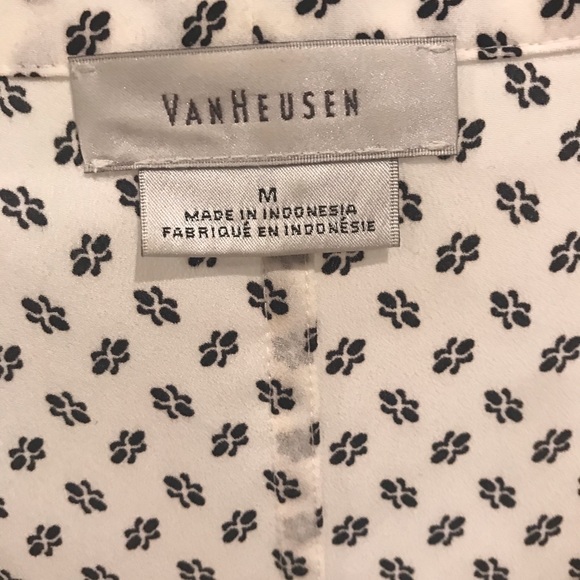 VANHEUSEN
M
MADE IN INDONESIA
FABRIQUÉ EN INDONÉSIE